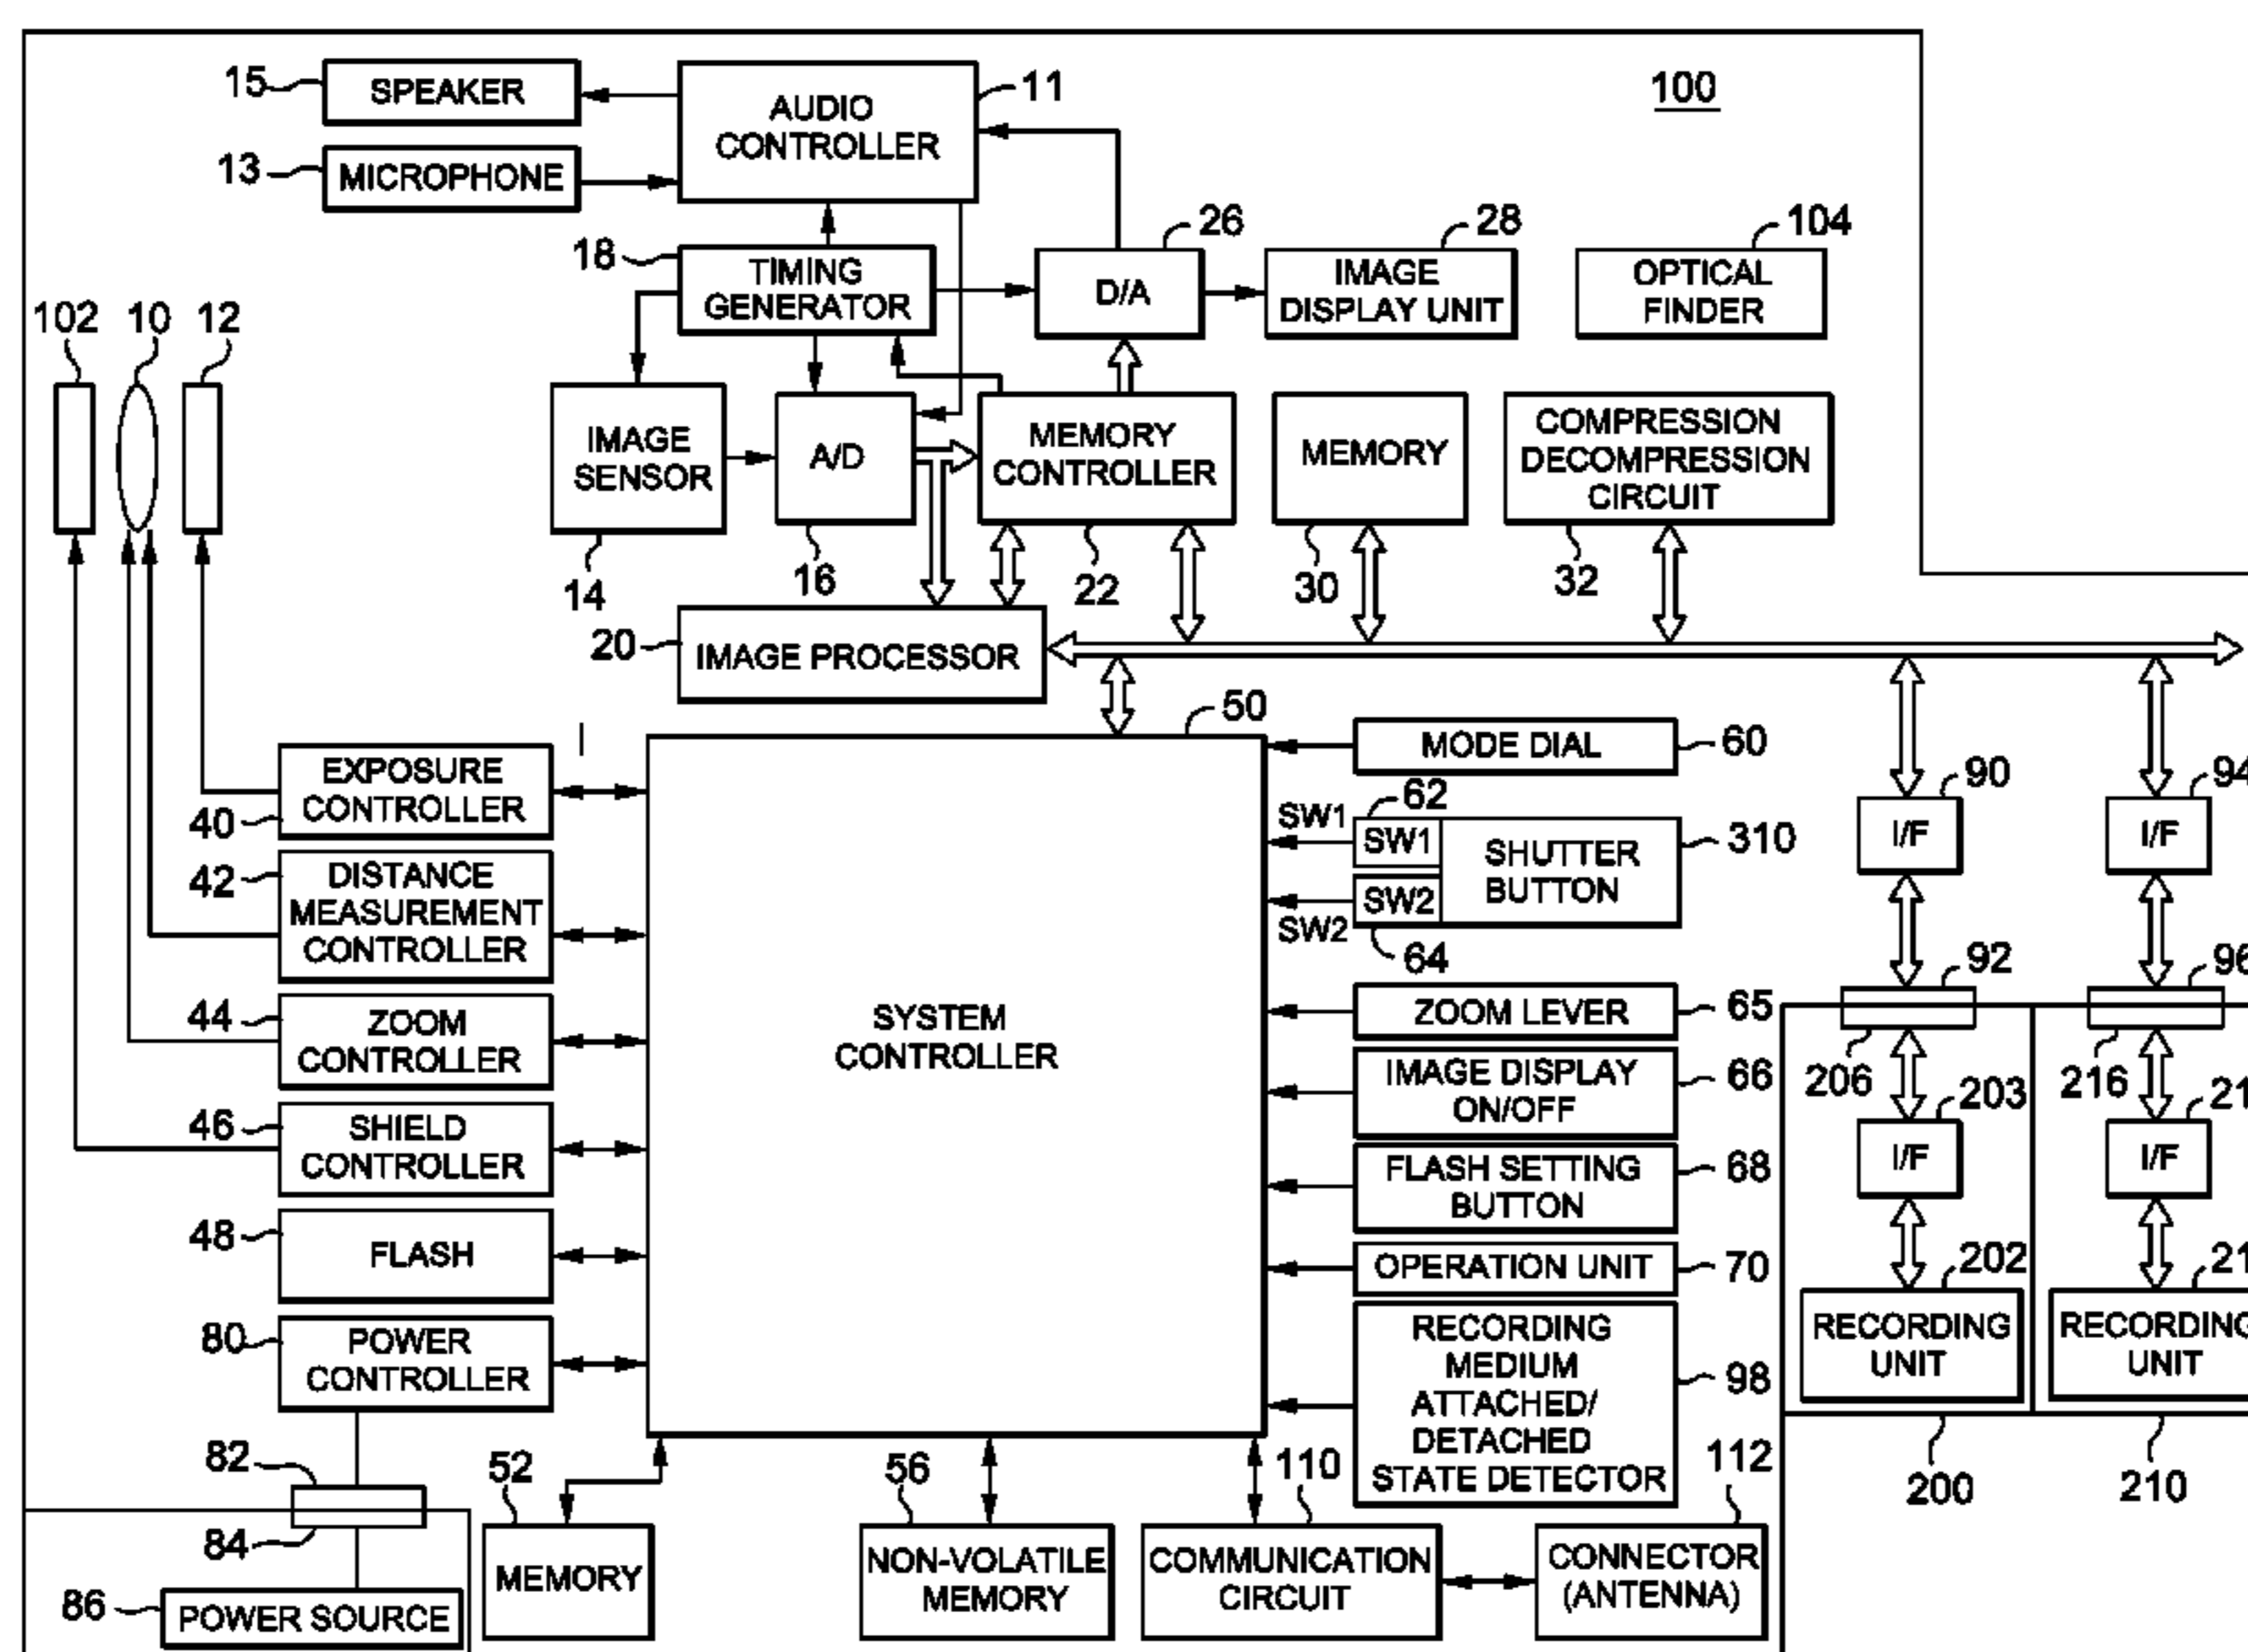 100
15
SPEAKER
AUDIO
CONTROLLER
11
13
MICROPHONE
18
TIMING
GENERATOR
26
D/A
28
IMAGE
DISPLAY UNIT
104
OPTICAL
FINDER
102
10
12
IMAGE
SENSOR
14
A/D
16
MEMORY
CONTROLLER
22
MEMORY
30
COMPRESSION
DECOMPRESSION
CIRCUIT
32
20
IMAGE PROCESSOR
50
SYSTEM
CONTROLLER
EXPOSURE
CONTROLLER
40
42
DISTANCE
MEASUREMENT
CONTROLLER
44
ZOOM
CONTROLLER
46
SHIELD
CONTROLLER
48
FLASH
80
POWER
CONTROLLER
82
84
86
POWER SOURCE
52
MEMORY
56
NON-VOLATILE
MEMORY
110
COMMUNICATION
CIRCUIT
112
CONNECTOR
(ANTENNA)
MODE DIAL
60
SW1
62
SW1
SHUTTER
BUTTON
310
SW2
SW2
64
ZOOM LEVER
65
IMAGE DISPLAY
ON/OFF
66
FLASH SETTING
BUTTON
68
OPERATION UNIT
70
RECORDING
MEDIUM
ATTACHED/
DETACHED
STATE DETECTOR
98
90
I/F
92
206
203
I/F
202
RECORDING
UNIT
200
94
I/F
96
216
I/F
RECORDING
UNIT
210